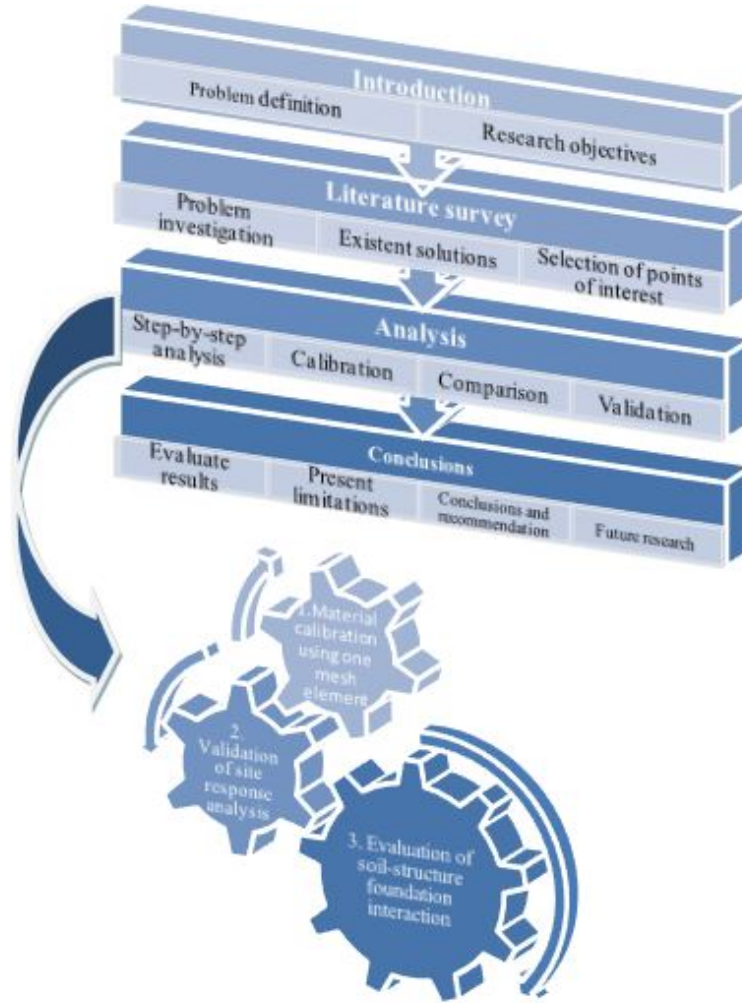 Introduction
Problem definition
Research objectives
Literature survey
Problem
investigation
Existent solutions
Selection of points
of interest
Analysis
Step-by-step
analysis
Calibration
Comparison
Validation
Conclusions
Evaluate
results
Present
limitations
Conclusions and
recommendation
Future research
1.Material
calibration
using one
mesh
element
2.
Validation
of site
response
analysis
3. Evaluation of
soil-structure
foundation
interaction